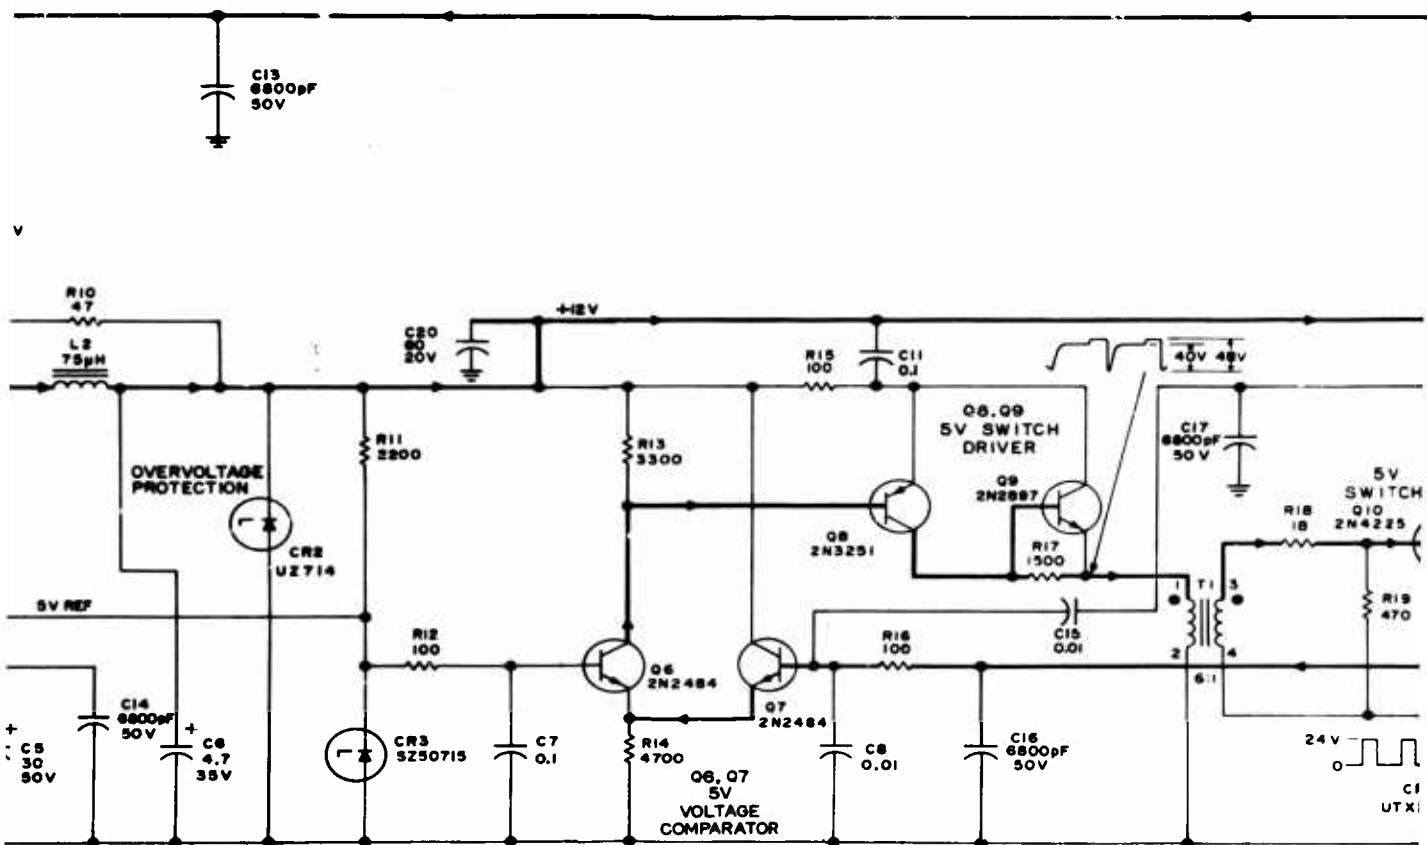 C13
6800pF
50V
V
R10
47
L2
75µH
C20
80
20V
+12V
R15
100
C11
0.1
40V 48V
R11
2200
R13
3300
Q8,Q9
5V SWITCH
DRIVER
C17
6800pF
50V
OVERVOLTAGE
PROTECTION
CR2
UZ714
Q8
2N3251
Q9
2N2897
R17
1500
5V
SWITCH
Q10
2N4225
R18
18
R19
470
5V REF
R12
100
Q6
2N2484
Q7
2N2484
C15
0.01
R16
100
1 T1 3
2 4
6:1
C14
6800pF
50V
+
C5
30
50V
+
C6
4.7
35V
CR3
SZ50715
C7
0.1
R14
4700
Q6,Q7
5V
VOLTAGE
COMPARATOR
C8
0.01
C16
6800pF
50V
24V
0